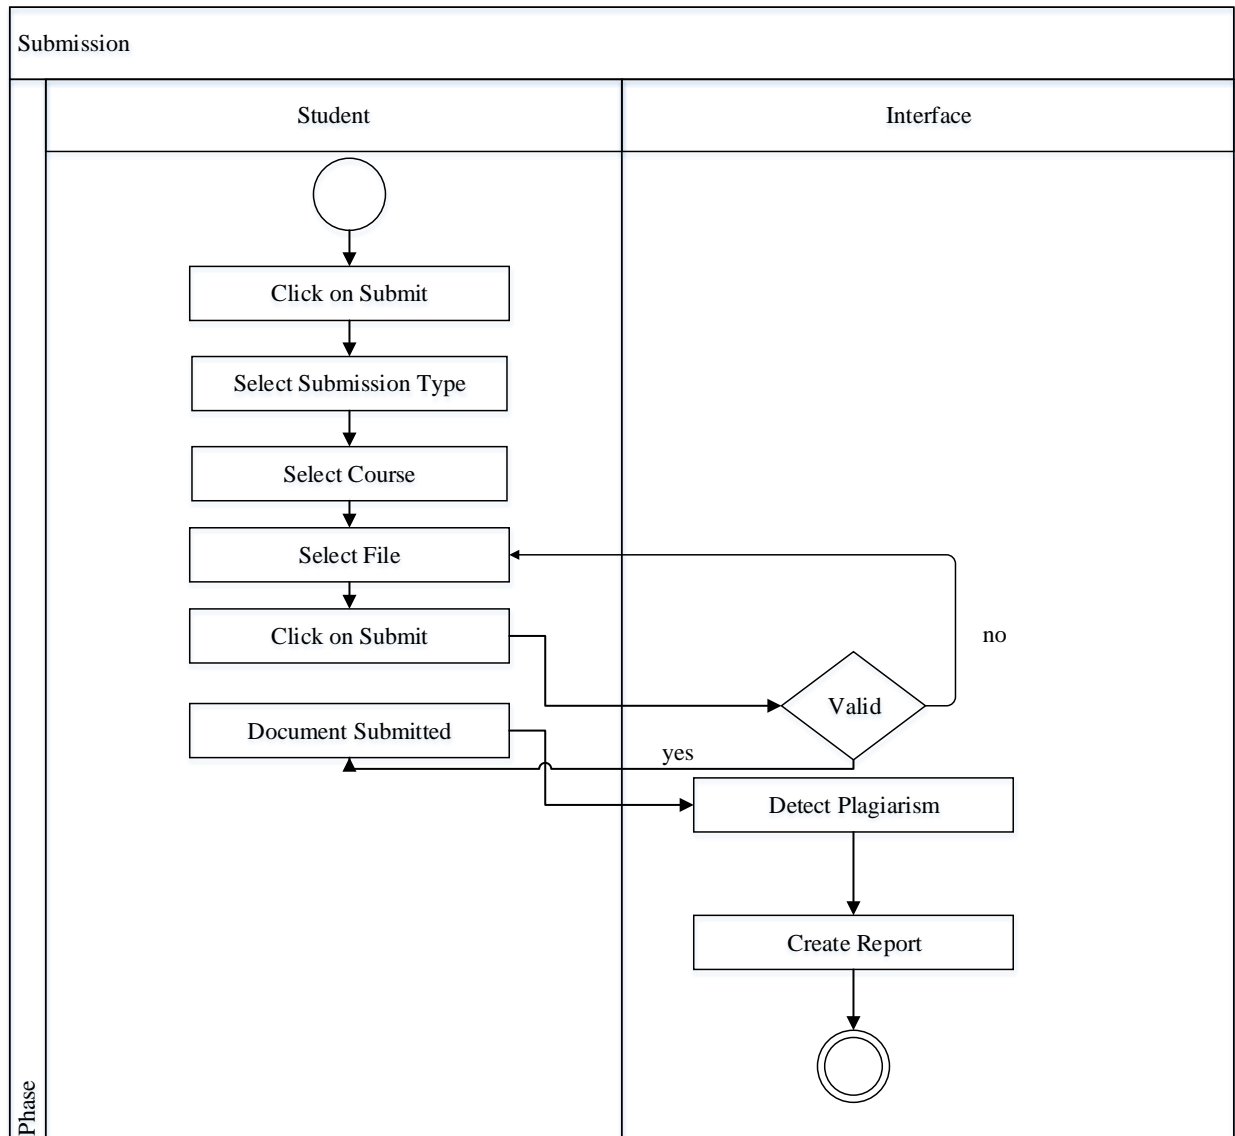 Submission
Student
Interface
Click on Submit
Select Submission Type
Select Course
Select File
Click on Submit
no
Valid
Document Submitted
yes
Detect Plagiarism
Create Report
Phase